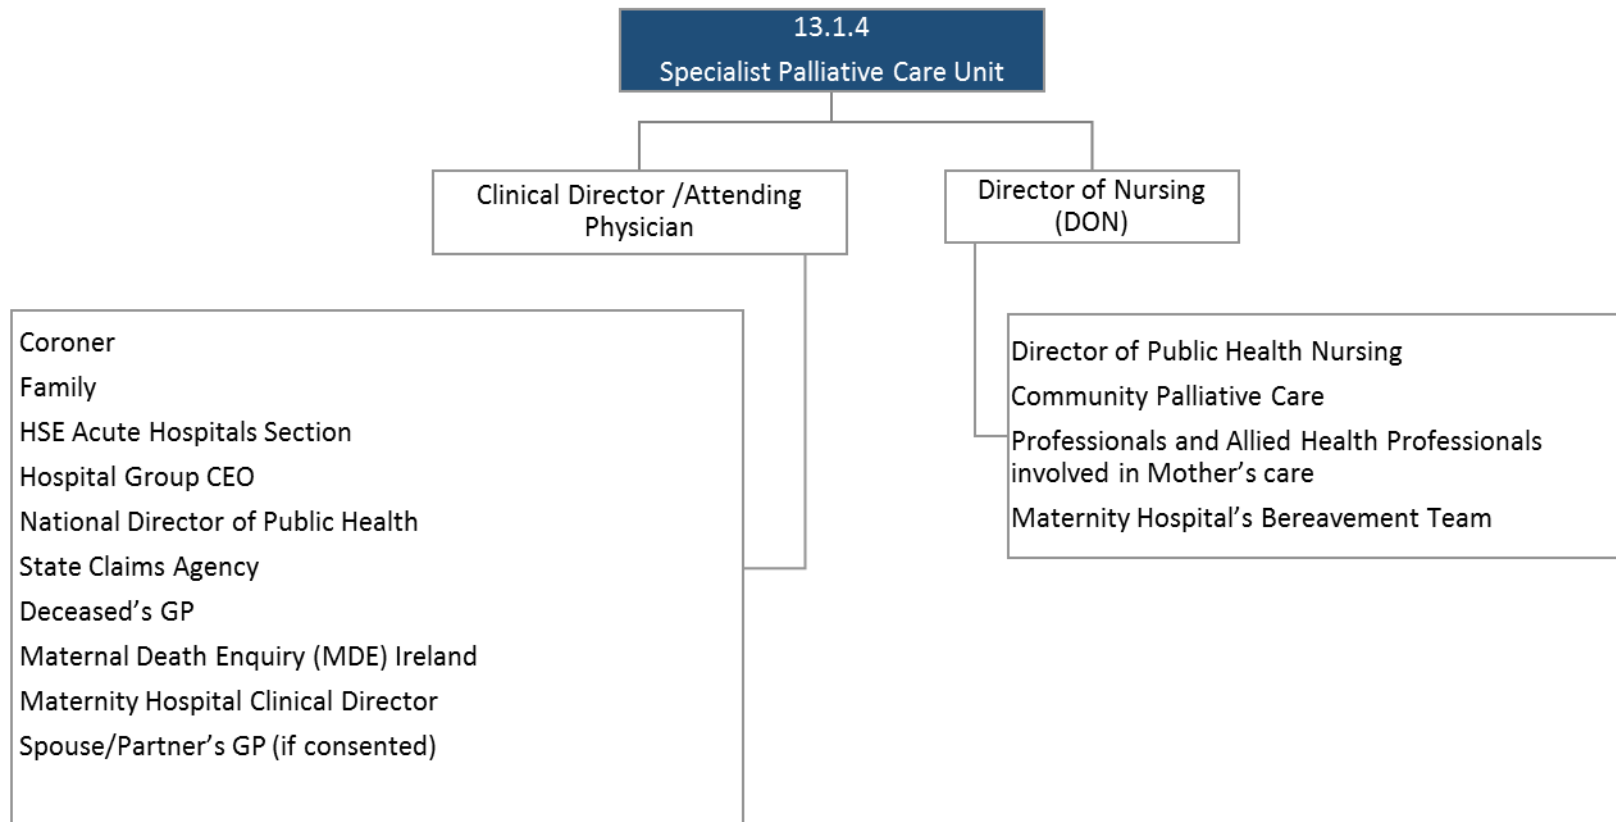 13.1.4
Specialist Palliative Care Unit
Clinical Director /Attending
Physician
Director of Nursing
(DON)
Coroner
Family
HSE Acute Hospitals Section
Hospital Group CEO
National Director of Public Health
State Claims Agency
Deceased’s GP
Maternal Death Enquiry (MDE) Ireland
Maternity Hospital Clinical Director
Spouse/Partner’s GP (if consented)
Director of Public Health Nursing
Community Palliative Care
Professionals and Allied Health Professionals
involved in Mother’s care
Maternity Hospital’s Bereavement Team